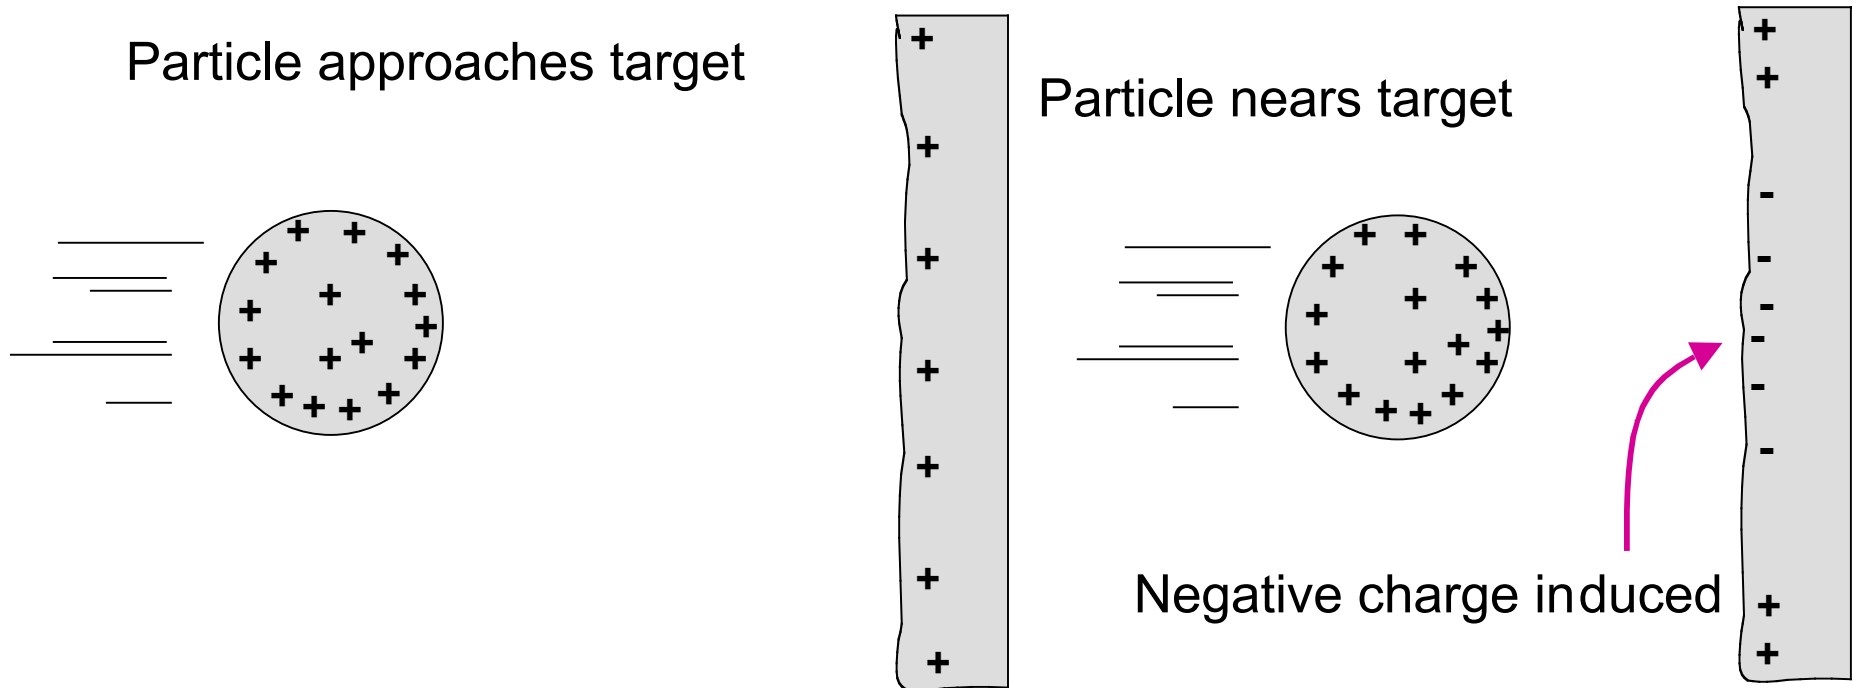 Particle approaches target
Particle nears target
Negative charge induced